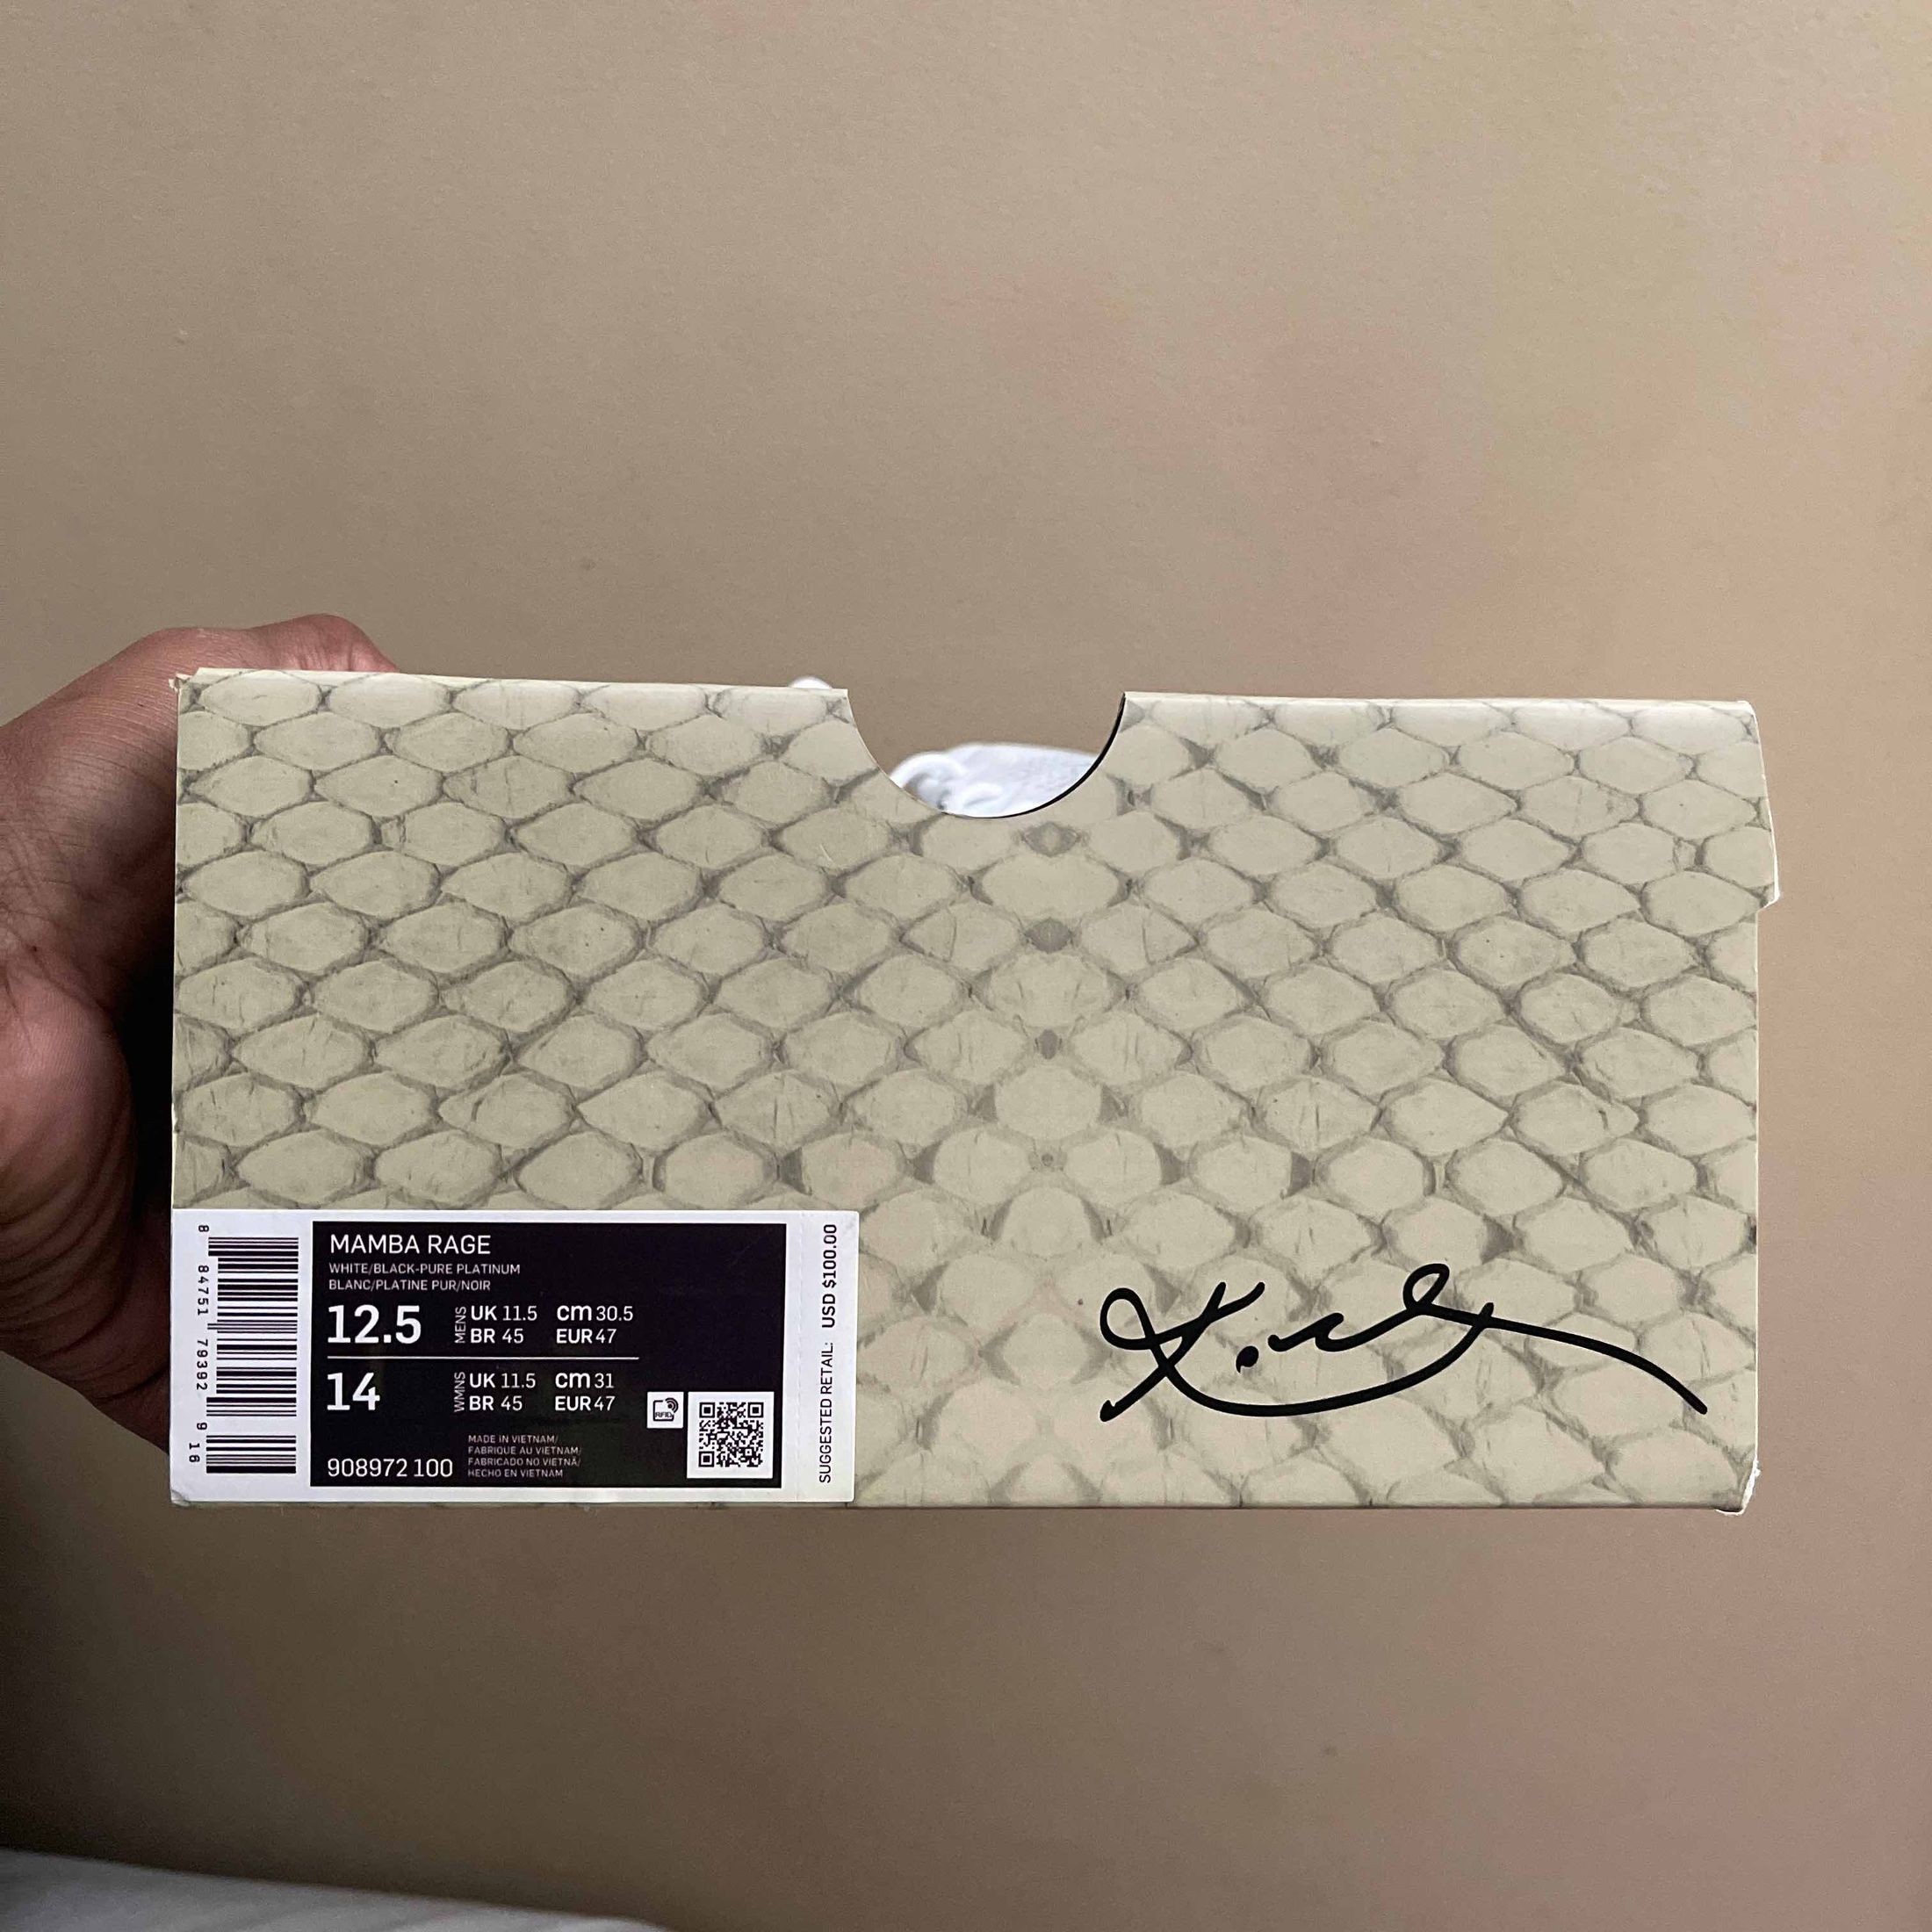 8 84751 79392 9 16
MAMBA RAGE
WHITE/BLACK-PURE PLATINUM
BLANC/PLATINE PUR/NOIR
12.5 MENS UK 11.5 cm 30.5
BR 45 EUR 47
14 WMNS UK 11.5 cm 31
BR 45 EUR 47
RFID
908972 100
MADE IN VIETNAM/
FABRIQUE AU VIETNAM/
FABRICADO NO VIETNÃ/
HECHO EN VIETNAM
SUGGESTED RETAIL: USD $100.00